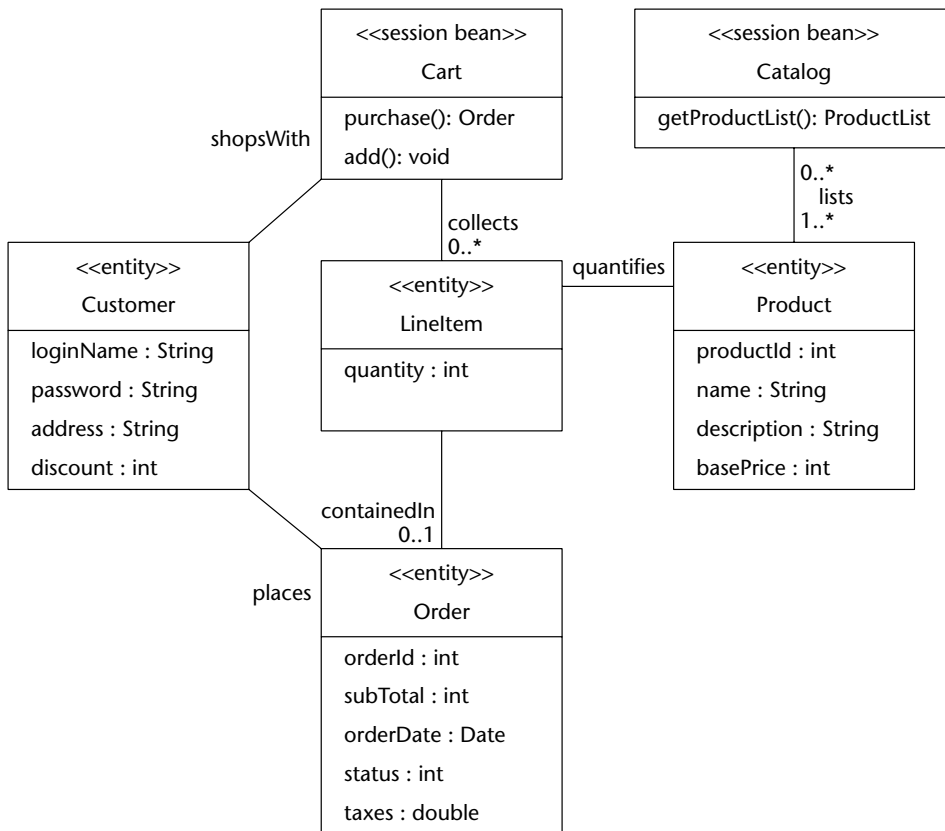 <<session bean>>
Cart
purchase(): Order
add(): void
<<session bean>>
Catalog
getProductList(): ProductList
shopsWith
collects
0..*
0..*
lists
1..*
<<entity>>
Customer
loginName : String
password : String
address : String
discount : int
<<entity>>
LineItem
quantity : int
quantifies
<<entity>>
Product
productId : int
name : String
description : String
basePrice : int
containedIn
0..1
places
<<entity>>
Order
orderId : int
subTotal : int
orderDate : Date
status : int
taxes : double